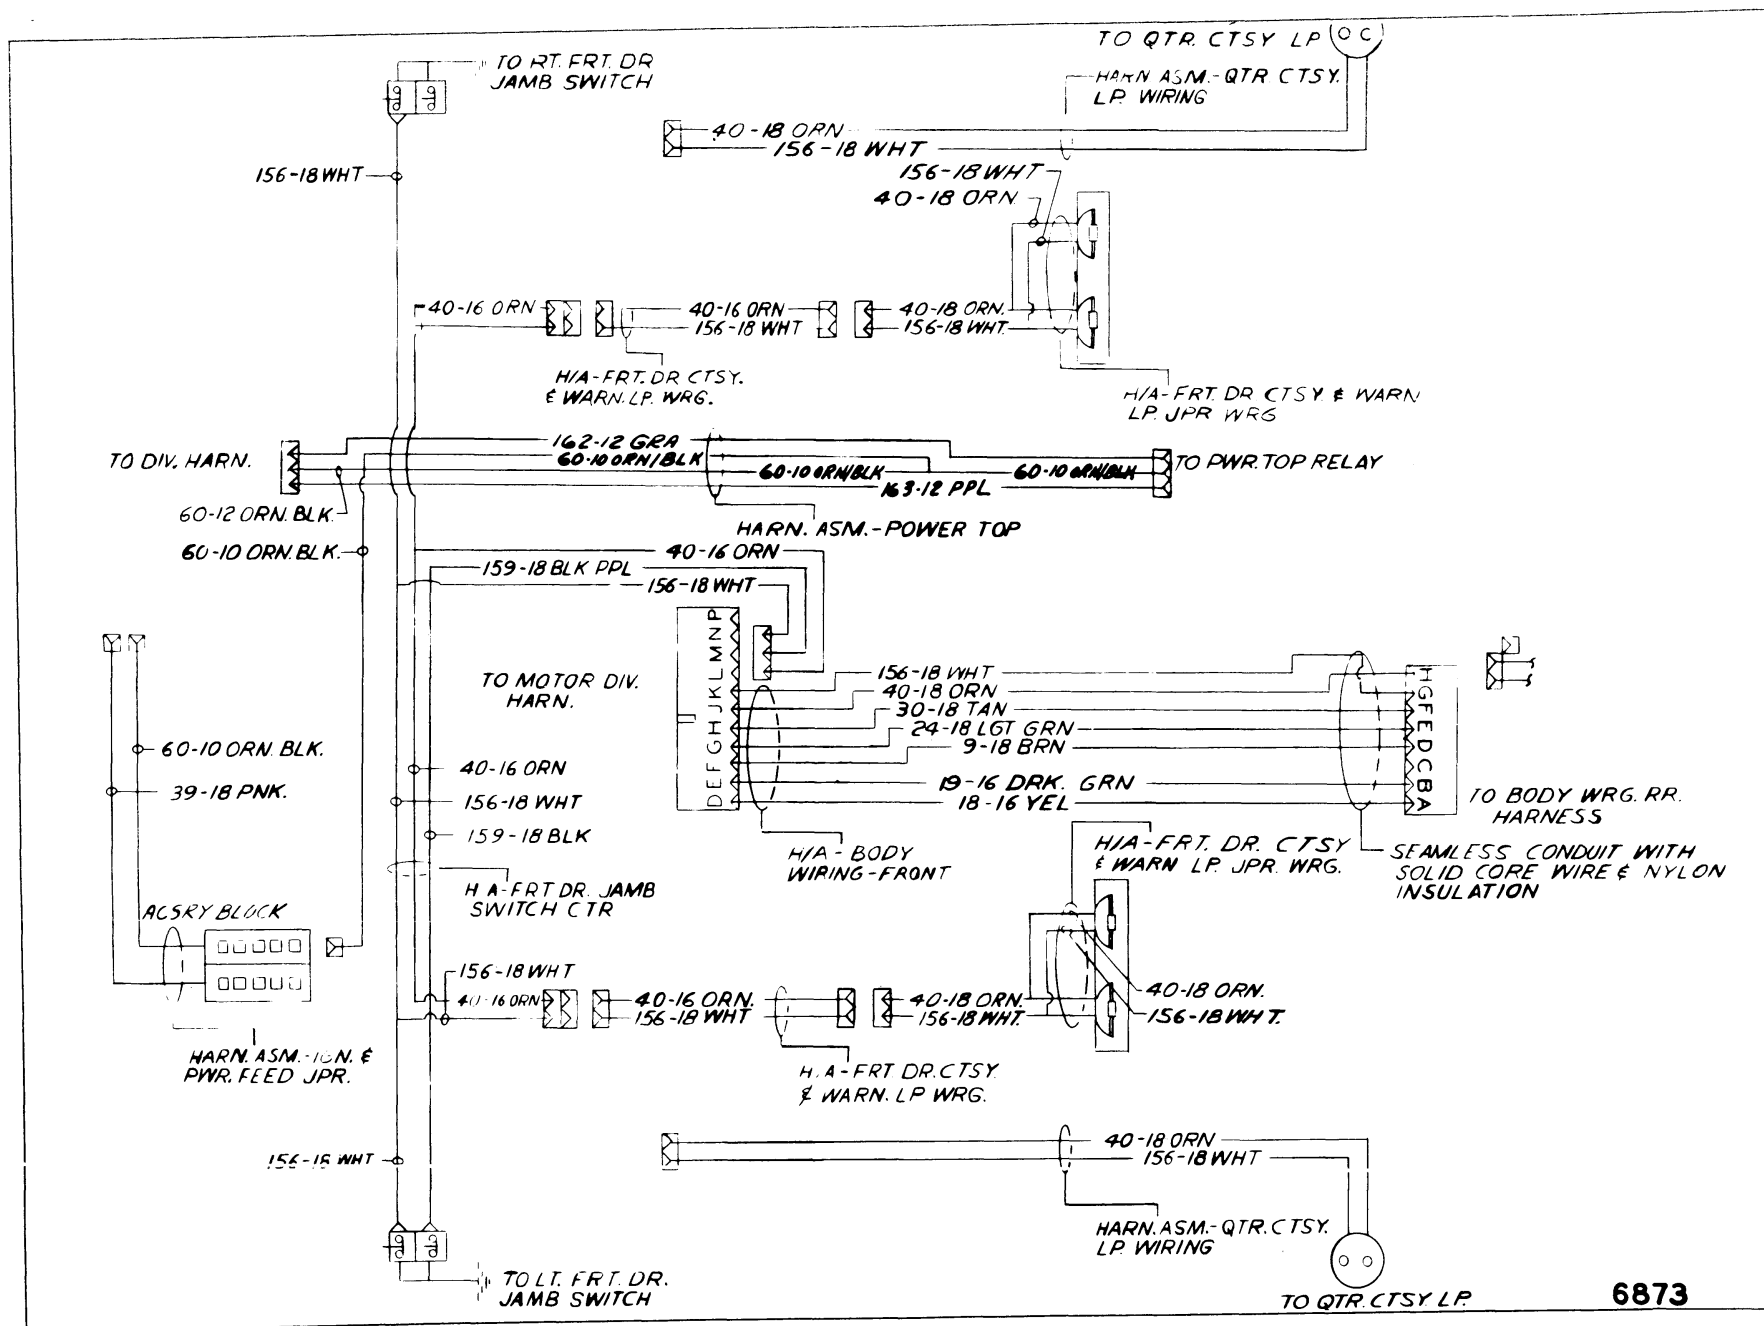 TO QTR. CTSY LP
TO RT. FRT. DR
JAMB SWITCH
HARN ASM.-QTR CTSY.
LP. WIRING
40-18 ORN
156-18 WHT
156-18 WHT
156-18 WHT
40-18 ORN.
40-16 ORN
40-16 ORN
156-18 WHT
40-18 ORN.
156-18 WHT.
H/A-FRT. DR CTSY.
& WARN. LP. WRG.
H/A-FRT. DR CTSY. & WARN
LP. JPR WRG
TO DIV. HARN.
162-12 GRA
60-10 ORN/BLK
60-10 ORN/BLK
60-10 ORN/BLK
163-12 PPL
TO PWR. TOP RELAY
60-12 ORN. BLK.
HARN. ASM.-POWER TOP
60-10 ORN. BLK.
40-16 ORN
159-18 BLK PPL
156-18 WHT
D E F G H J K L M N P
TO MOTOR DIV.
HARN.
156-18 WHT
40-18 ORN
30-18 TAN
24-18 LGT GRN
9-18 BRN
19-16 DRK. GRN
18-16 YEL
H
G
F
E
D
C
B
A
60-10 ORN. BLK.
39-18 PNK.
40-16 ORN
156-18 WHT
159-18 BLK
TO BODY WRG. RR.
HARNESS
H/A-BODY
WIRING-FRONT
H/A-FRT. DR. CTSY
& WARN LP. JPR. WRG.
SEAMLESS CONDUIT WITH
SOLID CORE WIRE & NYLON
INSULATION
H A-FRT DR. JAMB
SWITCH CTR
ACSRY BLOCK
156-18 WHT
40-16 ORN
40-16 ORN.
156-18 WHT
40-18 ORN.
156-18 WHT.
40-18 ORN.
156-18 WHT.
HARN. ASM.-IGN. &
PWR. FEED JPR.
H.A-FRT DR. CTSY
& WARN. LP WRG.
156-18 WHT
40-18 ORN
156-18 WHT
HARN. ASM.-QTR. CTSY.
LP. WIRING
TO LT. FRT. DR.
JAMB SWITCH
TO QTR. CTSY. LP.
6873